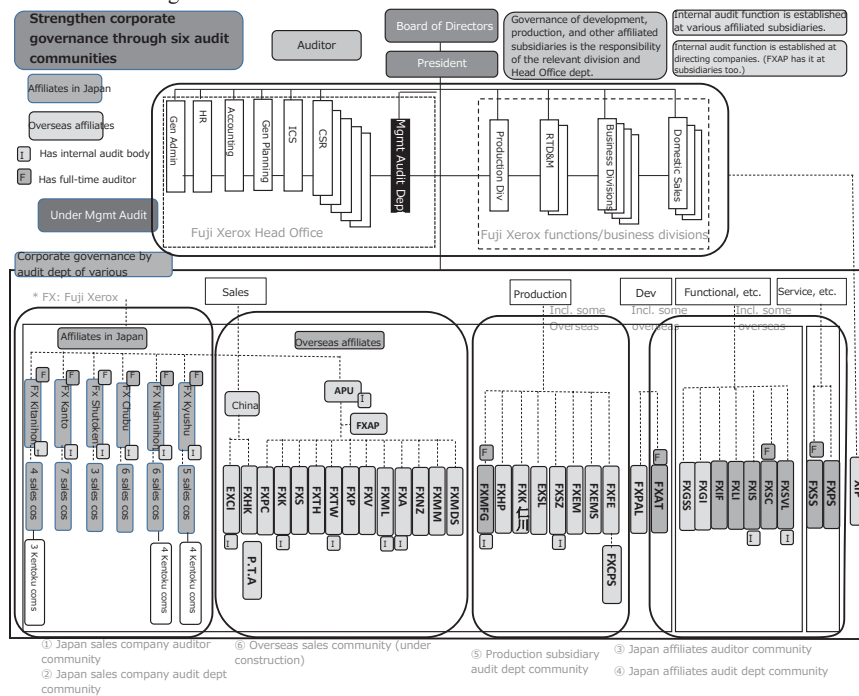 Strengthen corporate
governance through six audit
communities
Auditor
Board of Directors
President
Governance of development,
production, and other affiliated
subsidiaries is the responsibility
of the relevant division and
Head Office dept.
Internal audit function is established
at various affiliated subsidiaries.
Internal audit function is established at
directing companies. (FXAP has it at
subsidiaries too.)
Affiliates in Japan
Overseas affiliates
I Has internal audit body
F Has full-time auditor
Under Mgmt Audit
Gen Admin
HR
Accounting
Gen Planning
ICS
CSR
Mgmt Audit Dept
Production Div
RTD&M
Business Divisions
Domestic Sales
Fuji Xerox Head Office
Fuji Xerox functions/business divisions
Corporate governance by
audit dept of various
* FX: Fuji Xerox
Sales
Production
Dev
Functional, etc.
Service, etc.
Incl. some
Overseas
Incl. some
overseas
Incl. some
overseas
Affiliates in Japan
Overseas affiliates
F
F
F
F
F
F
FX Kitanihon
FX Kanto
FX Shutoken
FX Chubu
FX Nishinihon
FX Kyushu
I
I
I
I
I
I
4 sales cos
7 sales cos
3 sales cos
6 sales cos
6 sales cos
5 sales cos
3 Kentoku coms
4 Kentoku coms
4 Kentoku coms
China
APU
I
FXAP
EXCI
FXHK
FXPC
FXK
FXS
FXTH
FXTW
FXP
FXV
FXML
FXA
FXNZ
FXMM
FXMDS
I
I
I
I
I
P.T.A
F
FXMFG
FXHP
FXK 仁川
EXSL
FXSZ
FXEM
FXEMS
FXFE
I
I
FXCPS
F
FXPAL
FXAT
F
FXGSS
FXGI
FXIF
FXLI
FXIS
FXSC
FXSVL
I
I
F
FXSS
FXPS
① Japan sales company auditor
community
② Japan sales company audit dept
community
⑥ Overseas sales community (under
construction)
⑤ Production subsidiary
audit dept community
③ Japan affiliates auditor community
④ Japan affiliates audit dept community